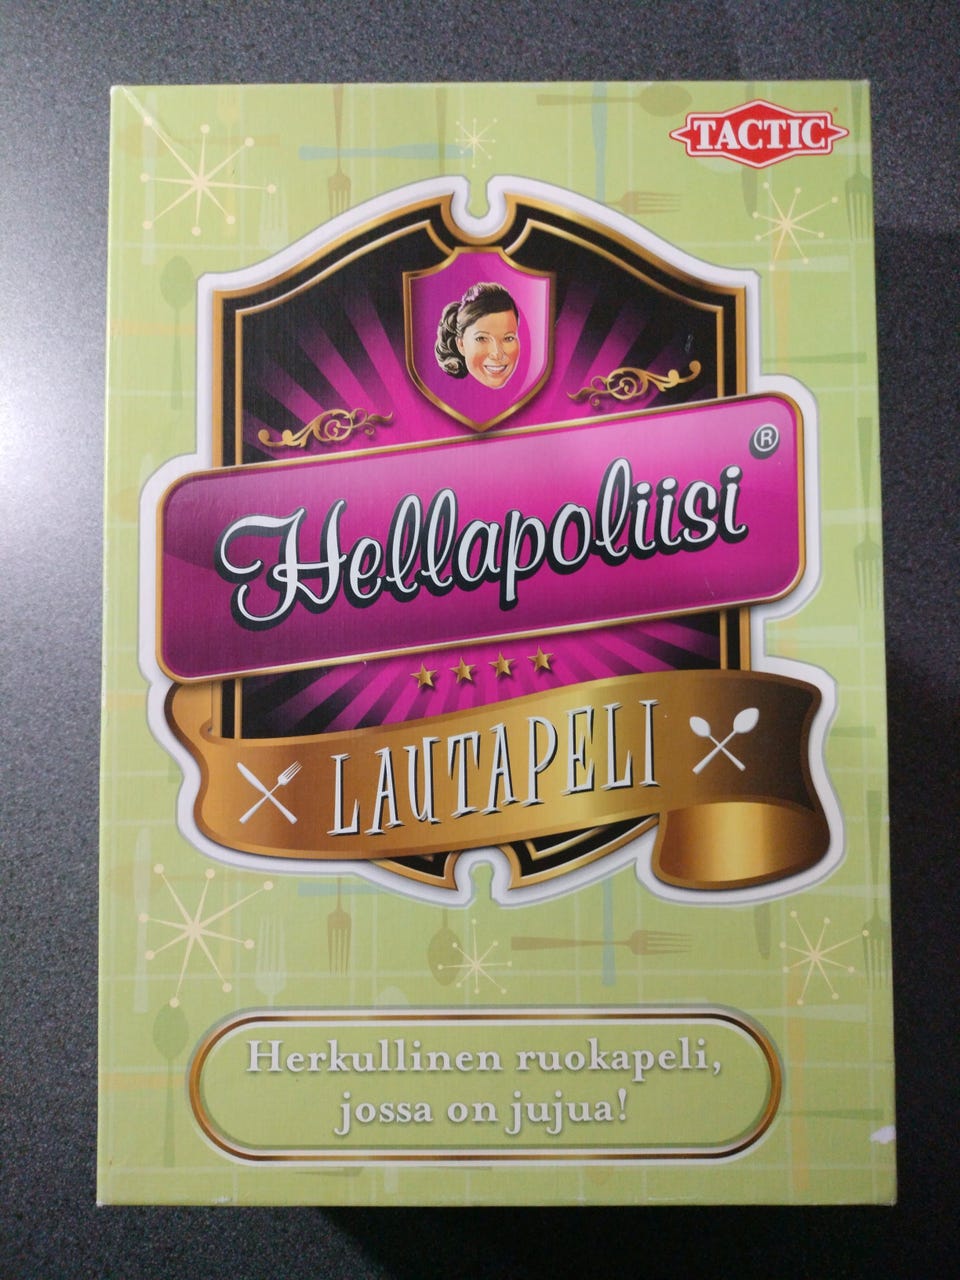 TACTIC
Hellapoliisi®
LAUTAPELI
Herkullinen ruokapeli,
jossa on jujua!